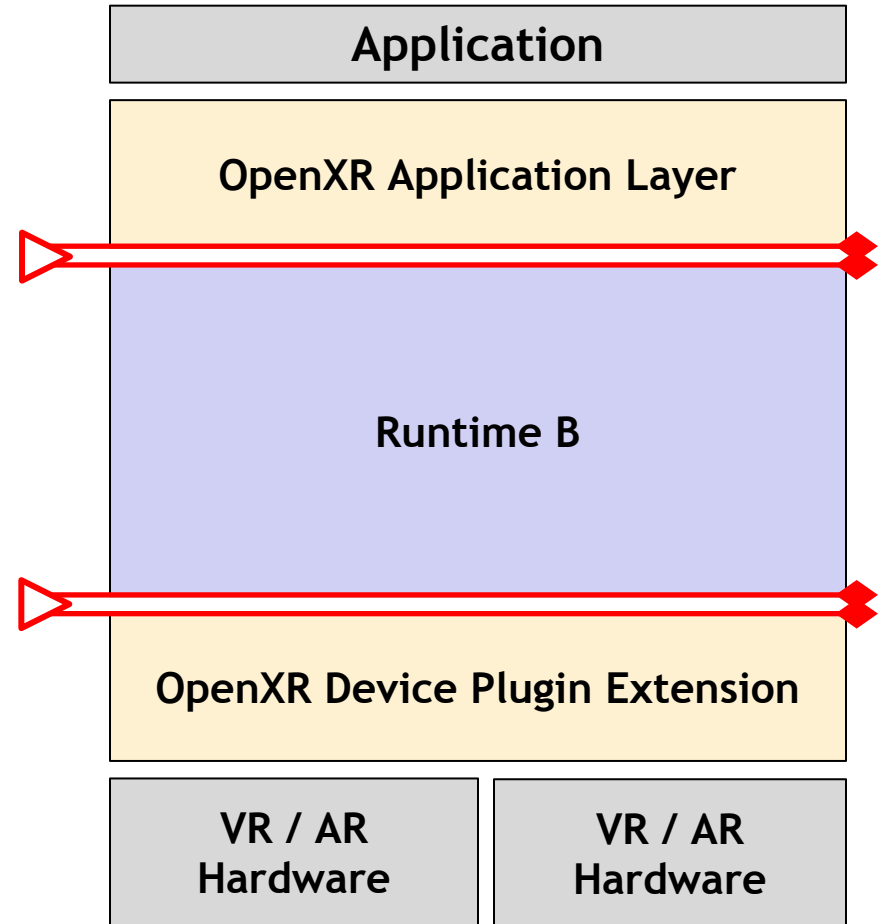 Application
OpenXR Application Layer
Runtime B
OpenXR Device Plugin Extension
VR / AR
Hardware
VR / AR
Hardware